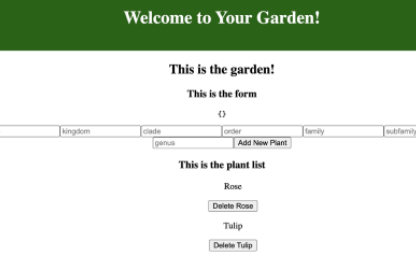 Welcome to Your Garden!
This is the garden!
This is the form
{}
kingdom clade order family subfamily
genus Add New Plant
This is the plant list
Rose
Delete Rose
Tulip
Delete Tulip